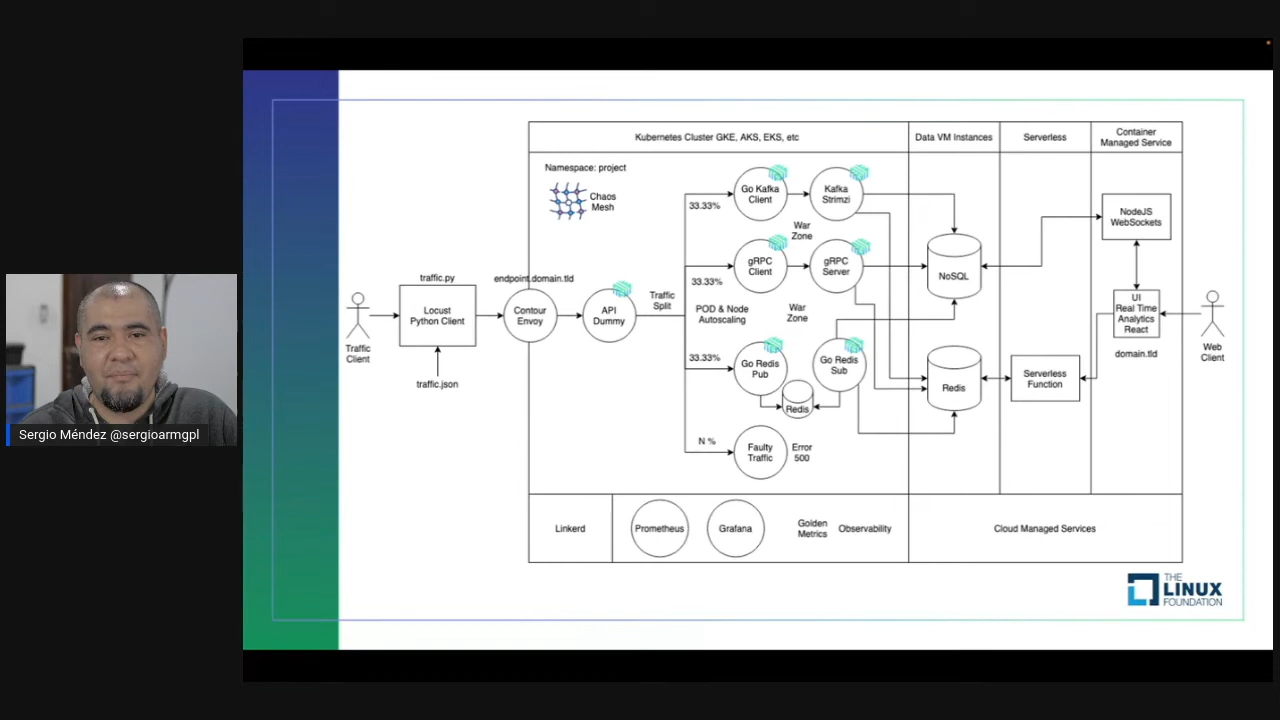 Kubernetes Cluster GKE, AKS, EKS, etc
Data VM Instances
Serverless
Container
Managed Service
Namespace: project
Chaos
Mesh
Go Kafka
Client
Kafka
Strimzi
33.33%
War
Zone
NodeJS
WebSockets
gRPC
Client
gRPC
Server
NoSQL
33.33%
traffic.py
endpoint.domain.tld
Locust
Python Client
Contour
Envoy
API
Dummy
Traffic
Split
POD & Node
Autoscaling
War
Zone
UI
Real Time
Analytics
React
domain.tld
Traffic
Client
Web
Client
33.33%
Go Redis
Pub
Go Redis
Sub
Redis
Redis
Serverless
Function
traffic.json
N %
Faulty
Traffic
Error
500
Sergio Méndez @sergioarmgpl
Linkerd
Prometheus
Grafana
Golden
Metrics
Observability
Cloud Managed Services
THE
LINUX
FOUNDATION